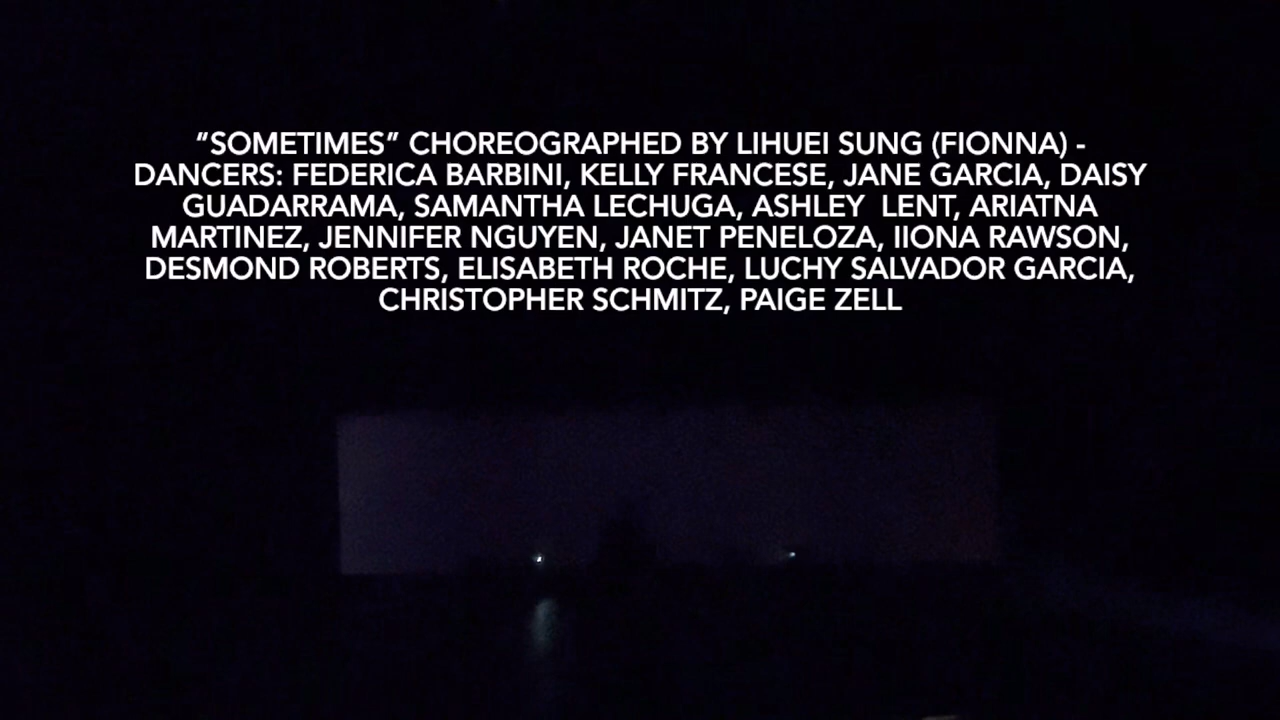 “SOMETIMES” CHOREOGRAPHED BY LIHUEI SUNG (FIONNA) -
DANCERS: FEDERICA BARBINI, KELLY FRANCESE, JANE GARCIA, DAISY
GUADARRAMA, SAMANTHA LECHUGA, ASHLEY  LENT, ARIATNA
MARTINEZ, JENNIFER NGUYEN, JANET PENELOZA, IIONA RAWSON,
DESMOND ROBERTS, ELISABETH ROCHE, LUCHY SALVADOR GARCIA,
CHRISTOPHER SCHMITZ, PAIGE ZELL